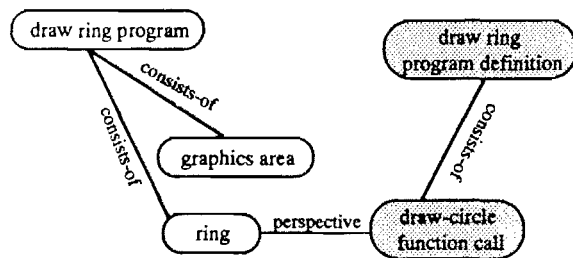 draw ring program
draw ring
program definition
consists-of
consists-of
consists-of
graphics area
ring
perspective
draw-circle
function call